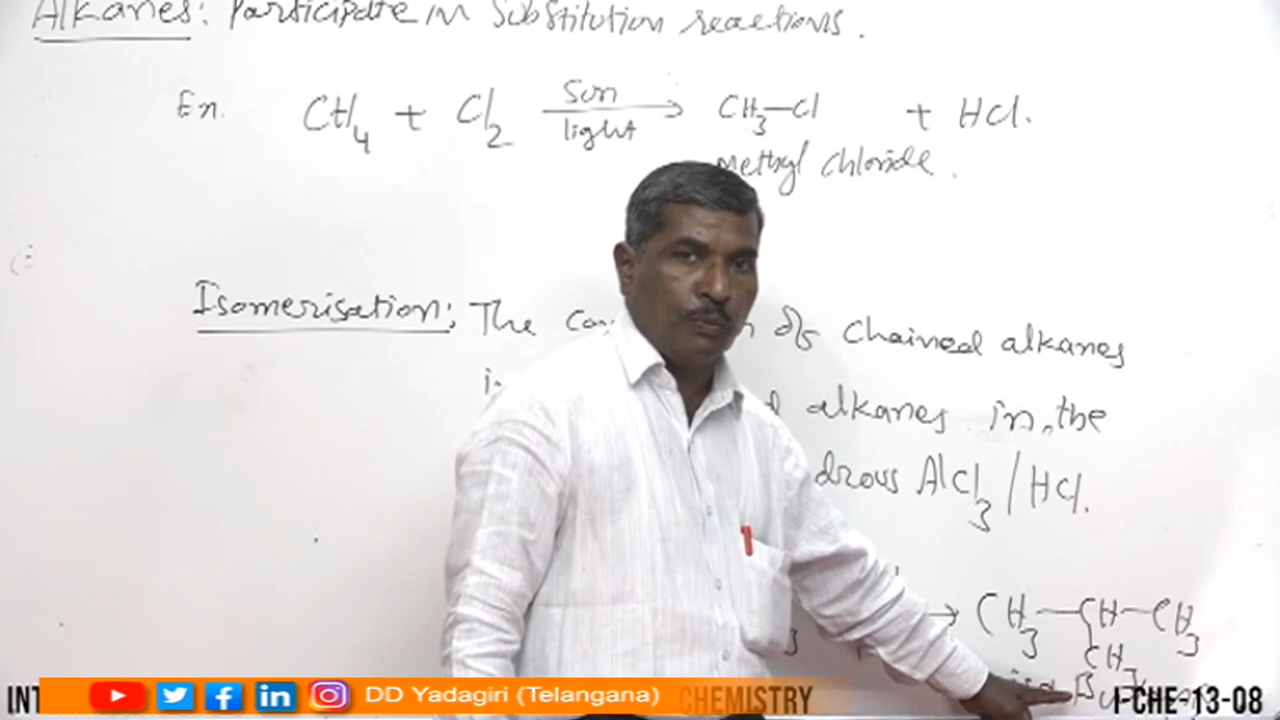 Alkanes: Participate in Substitution reactions.
Ex. CH4 + Cl2 Sun light → CH3—Cl + HCl.
methyl chloride.
Isomerisation: The of Chained alkanes
alkanes in the
drous AlCl3 / HCl.
→ CH3—CH—CH3
CH3
CHEMISTRY
DD Yadagiri (Telangana)
I-CHE-13-08